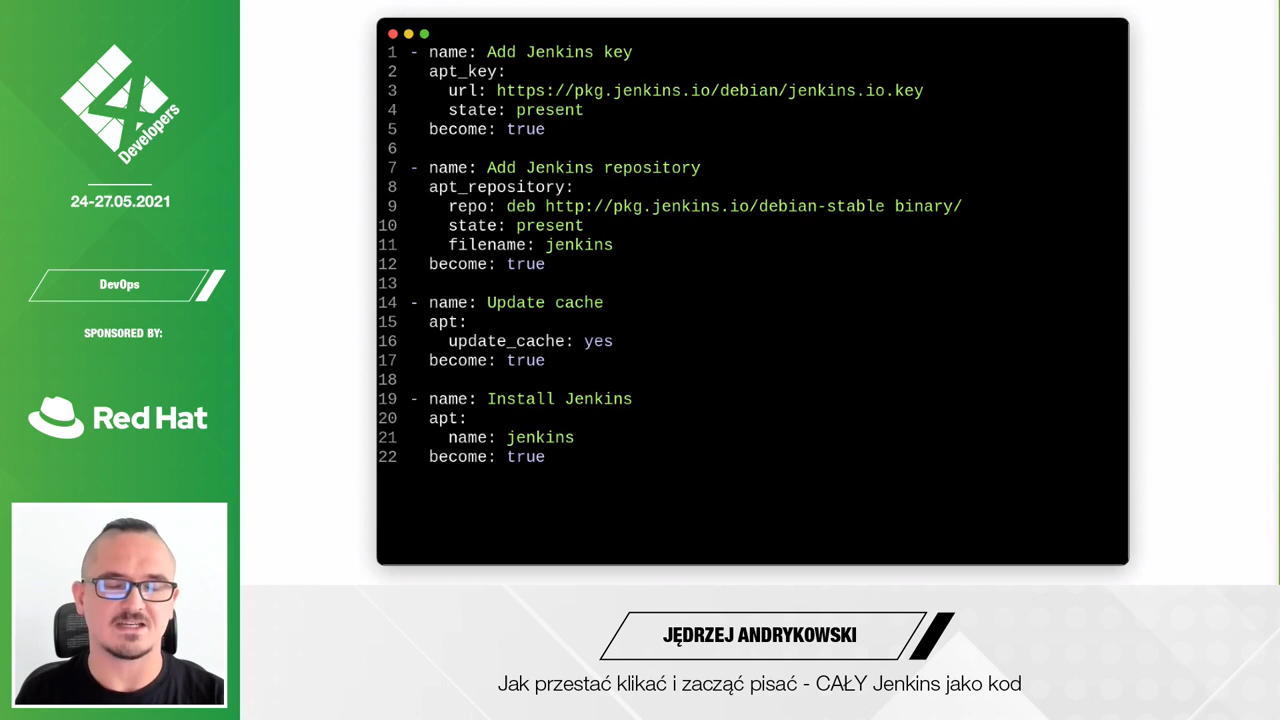 4
Developers
24-27.05.2021
DevOps
SPONSORED BY:
Red Hat
1 - name: Add Jenkins key
2 apt_key:
3 url: https://pkg.jenkins.io/debian/jenkins.io.key
4 state: present
5 become: true
6
7 - name: Add Jenkins repository
8 apt_repository:
9 repo: deb http://pkg.jenkins.io/debian-stable binary/
10 state: present
11 filename: jenkins
12 become: true
13
14 - name: Update cache
15 apt:
16 update_cache: yes
17 become: true
18
19 - name: Install Jenkins
20 apt:
21 name: jenkins
22 become: true
JĘDRZEJ ANDRYKOWSKI
Jak przestać klikać i zacząć pisać - CAŁY Jenkins jako kod